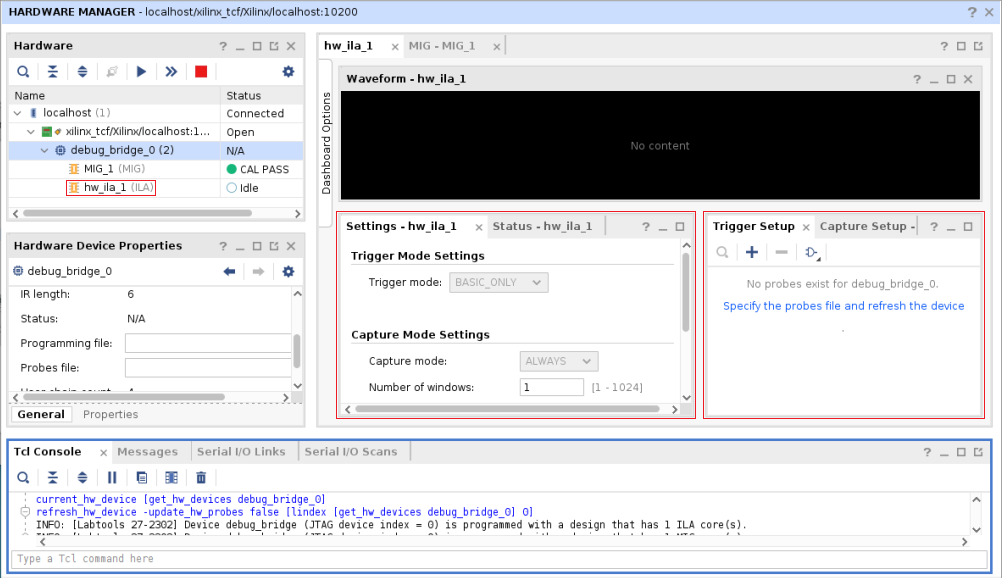 HARDWARE MANAGER - localhost/xilinx_tcf/Xilinx/localhost:10200
Hardware
Name Status
localhost (1) Connected
xilinx_tcf/Xilinx/localhost:1... Open
debug_bridge_0 (2) N/A
MIG_1 (MIG) CAL PASS
hw_ila_1 (ILA) Idle
Hardware Device Properties
debug_bridge_0
IR length: 6
Status: N/A
Programming file:
Probes file:
General Properties
hw_ila_1 MIG - MIG_1
Dashboard Options
Waveform - hw_ila_1
No content
Settings - hw_ila_1 Status - hw_ila_1
Trigger Mode Settings
Trigger mode: BASIC_ONLY
Capture Mode Settings
Capture mode: ALWAYS
Number of windows: 1 [1 - 1024]
Trigger Setup Capture Setup -
No probes exist for debug_bridge_0.
Specify the probes file and refresh the device
.
Tcl Console Messages Serial I/O Links Serial I/O Scans
current_hw_device [get_hw_devices debug_bridge_0]
refresh_hw_device -update_hw_probes false [lindex [get_hw_devices debug_bridge_0] 0]
INFO: [Labtools 27-2302] Device debug_bridge (JTAG device index = 0) is programmed with a design that has 1 ILA core(s).
Type a Tcl command here